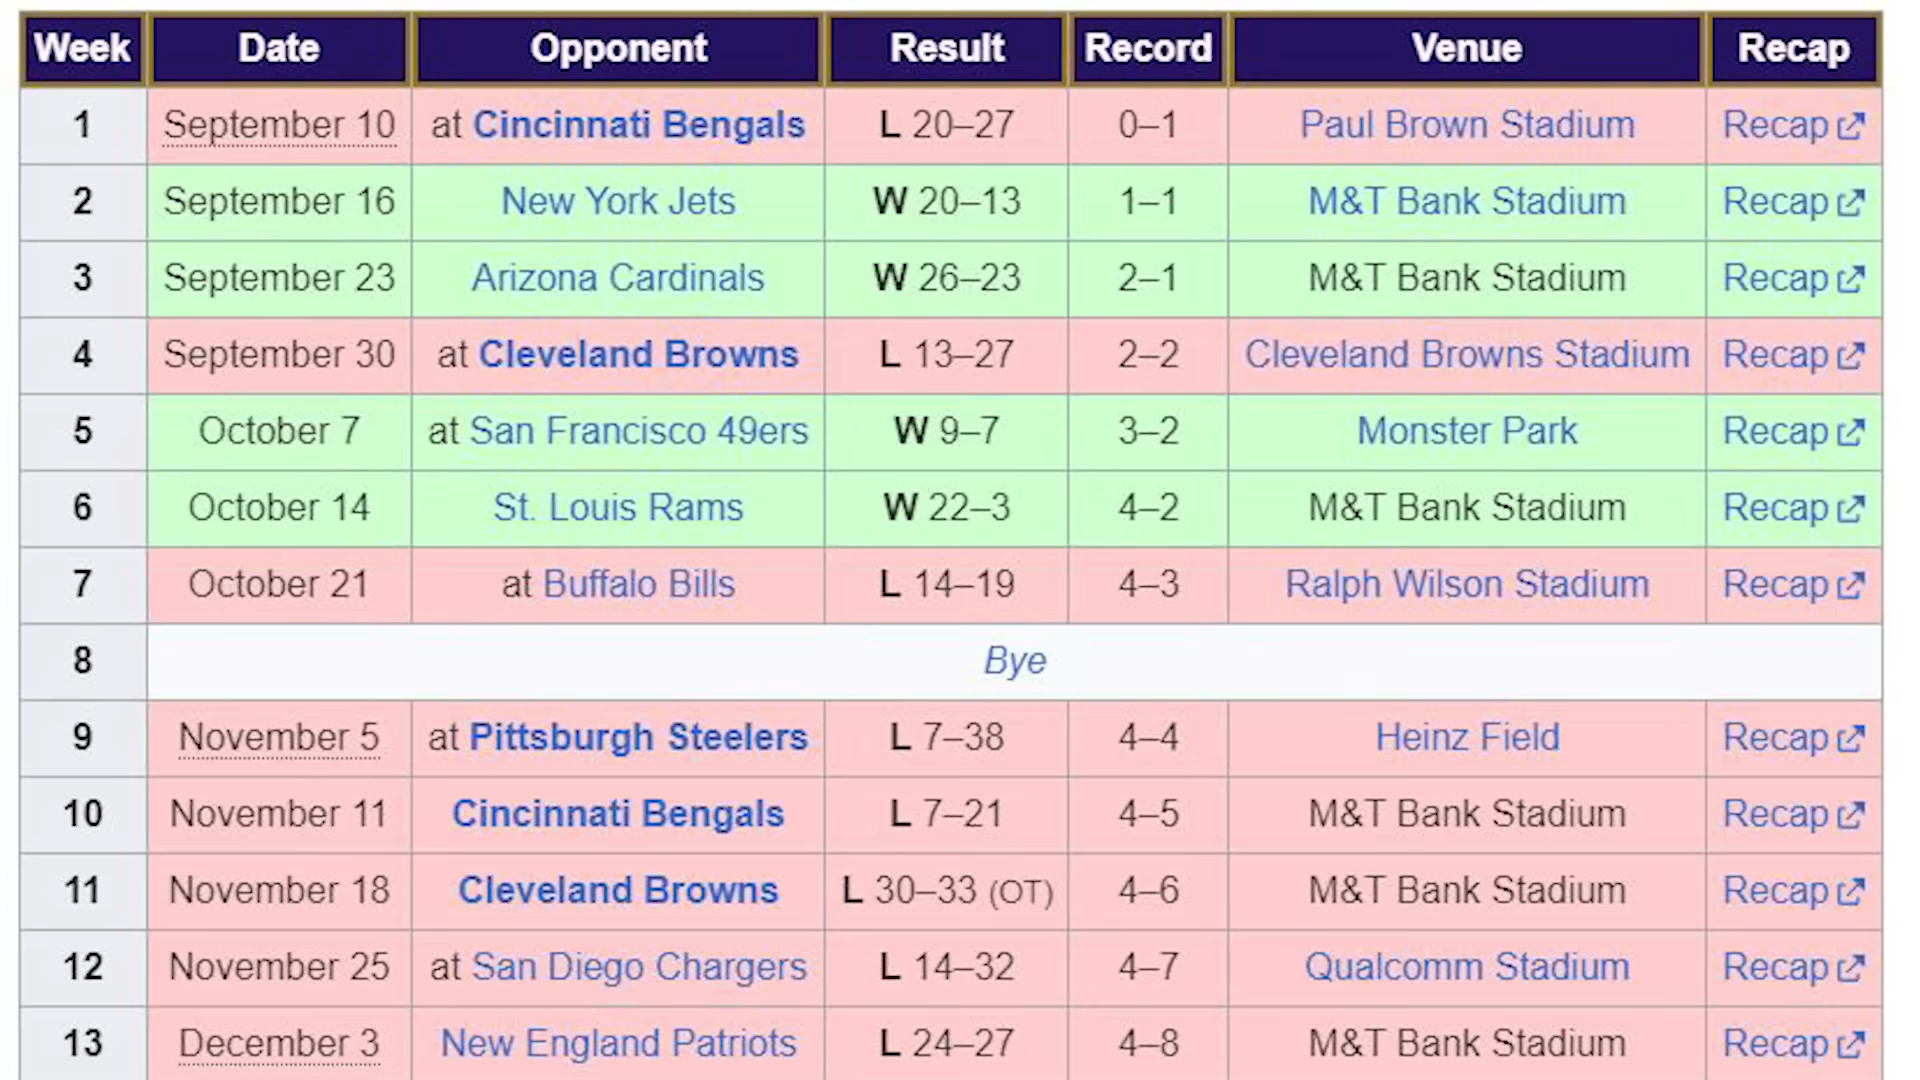 Week Date Opponent Result Record Venue Recap
1 September 10 at Cincinnati Bengals L 20–27 0–1 Paul Brown Stadium Recap
2 September 16 New York Jets W 20–13 1–1 M&T Bank Stadium Recap
3 September 23 Arizona Cardinals W 26–23 2–1 M&T Bank Stadium Recap
4 September 30 at Cleveland Browns L 13–27 2–2 Cleveland Browns Stadium Recap
5 October 7 at San Francisco 49ers W 9–7 3–2 Monster Park Recap
6 October 14 St. Louis Rams W 22–3 4–2 M&T Bank Stadium Recap
7 October 21 at Buffalo Bills L 14–19 4–3 Ralph Wilson Stadium Recap
8 Bye
9 November 5 at Pittsburgh Steelers L 7–38 4–4 Heinz Field Recap
10 November 11 Cincinnati Bengals L 7–21 4–5 M&T Bank Stadium Recap
11 November 18 Cleveland Browns L 30–33 (OT) 4–6 M&T Bank Stadium Recap
12 November 25 at San Diego Chargers L 14–32 4–7 Qualcomm Stadium Recap
13 December 3 New England Patriots L 24–27 4–8 M&T Bank Stadium Recap